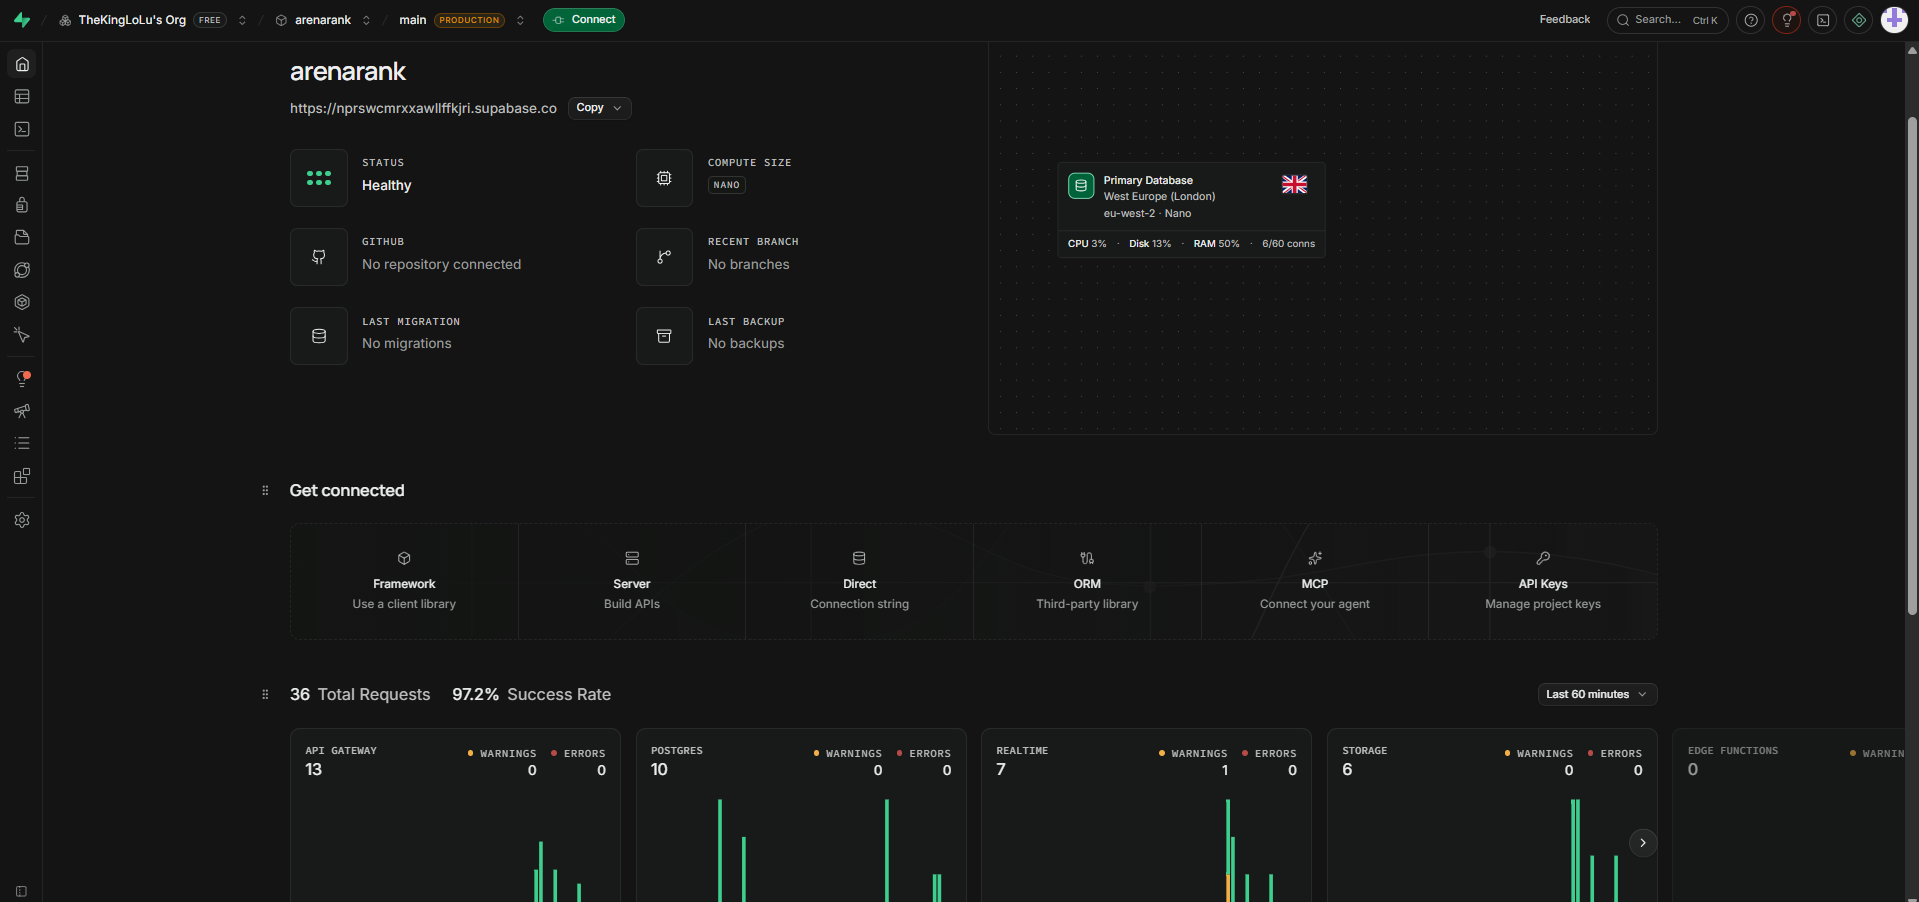 TheKingLoLu's Org FREE arenarank main PRODUCTION Connect Feedback Search... Ctrl K
arenarank
https://nprswcmrxxawllffkjri.supabase.co Copy
STATUS
Healthy
COMPUTE SIZE
NANO
GITHUB
No repository connected
RECENT BRANCH
No branches
LAST MIGRATION
No migrations
LAST BACKUP
No backups
Primary Database
West Europe (London)
eu-west-2 · Nano
CPU 3% · Disk 13% · RAM 50% · 6/60 conns
Get connected
Framework
Use a client library
Server
Build APIs
Direct
Connection string
ORM
Third-party library
MCP
Connect your agent
API Keys
Manage project keys
36 Total Requests 97.2% Success Rate Last 60 minutes
API GATEWAY WARNINGS ERRORS
13 0 0
POSTGRES WARNINGS ERRORS
10 0 0
REALTIME WARNINGS ERRORS
7 1 0
STORAGE WARNINGS ERRORS
6 0 0
EDGE FUNCTIONS WARNIN
0